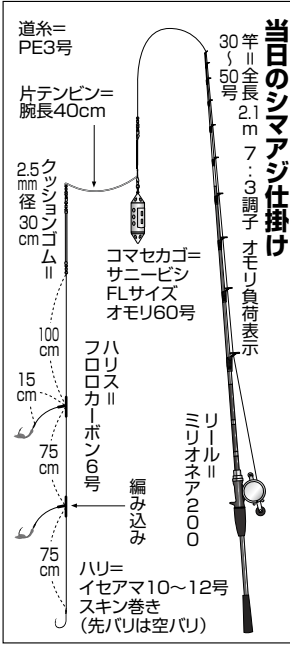 当日のシマアジ仕掛け
竿=全長2.1m 7:3調子 オモリ負荷表示
30〜50号
道糸=
PE3号
片テンビン=
腕長40cm
クッションゴム=
2.5mm径30cm
コマセカゴ=
サニービシ
FLサイズ
オモリ60号
100cm
ハリス=
フロロカーボン6号
15cm
リール=
ミリオネア200
75cm
編み込み
75cm
ハリ=
イセアマ10〜12号
スキン巻き
(先バリは空バリ)